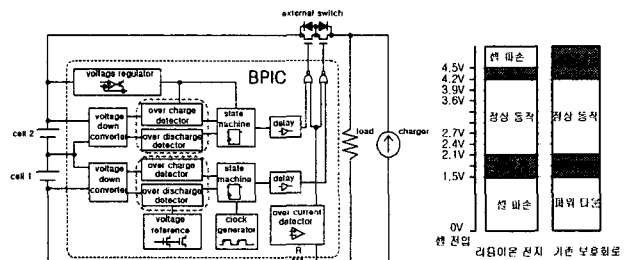 external switch
BPIC
voltage regulator
cell 2
cell 1
voltage
down
converter
over charge
detector
over discharge
detector
state
machine
delay
voltage
down
converter
over charge
detector
over discharge
detector
state
machine
delay
voltage
reference
clock
generator
over current
detector
R
load
charger
4.5V
4.2V
3.9V
3.6V
2.7V
2.4V
2.1V
1.5V
0V
셀 전압
셀 파손
정상 동작
셀 파손
정상 동작
파워 다운
리튬이온 전지
기존 보호회로